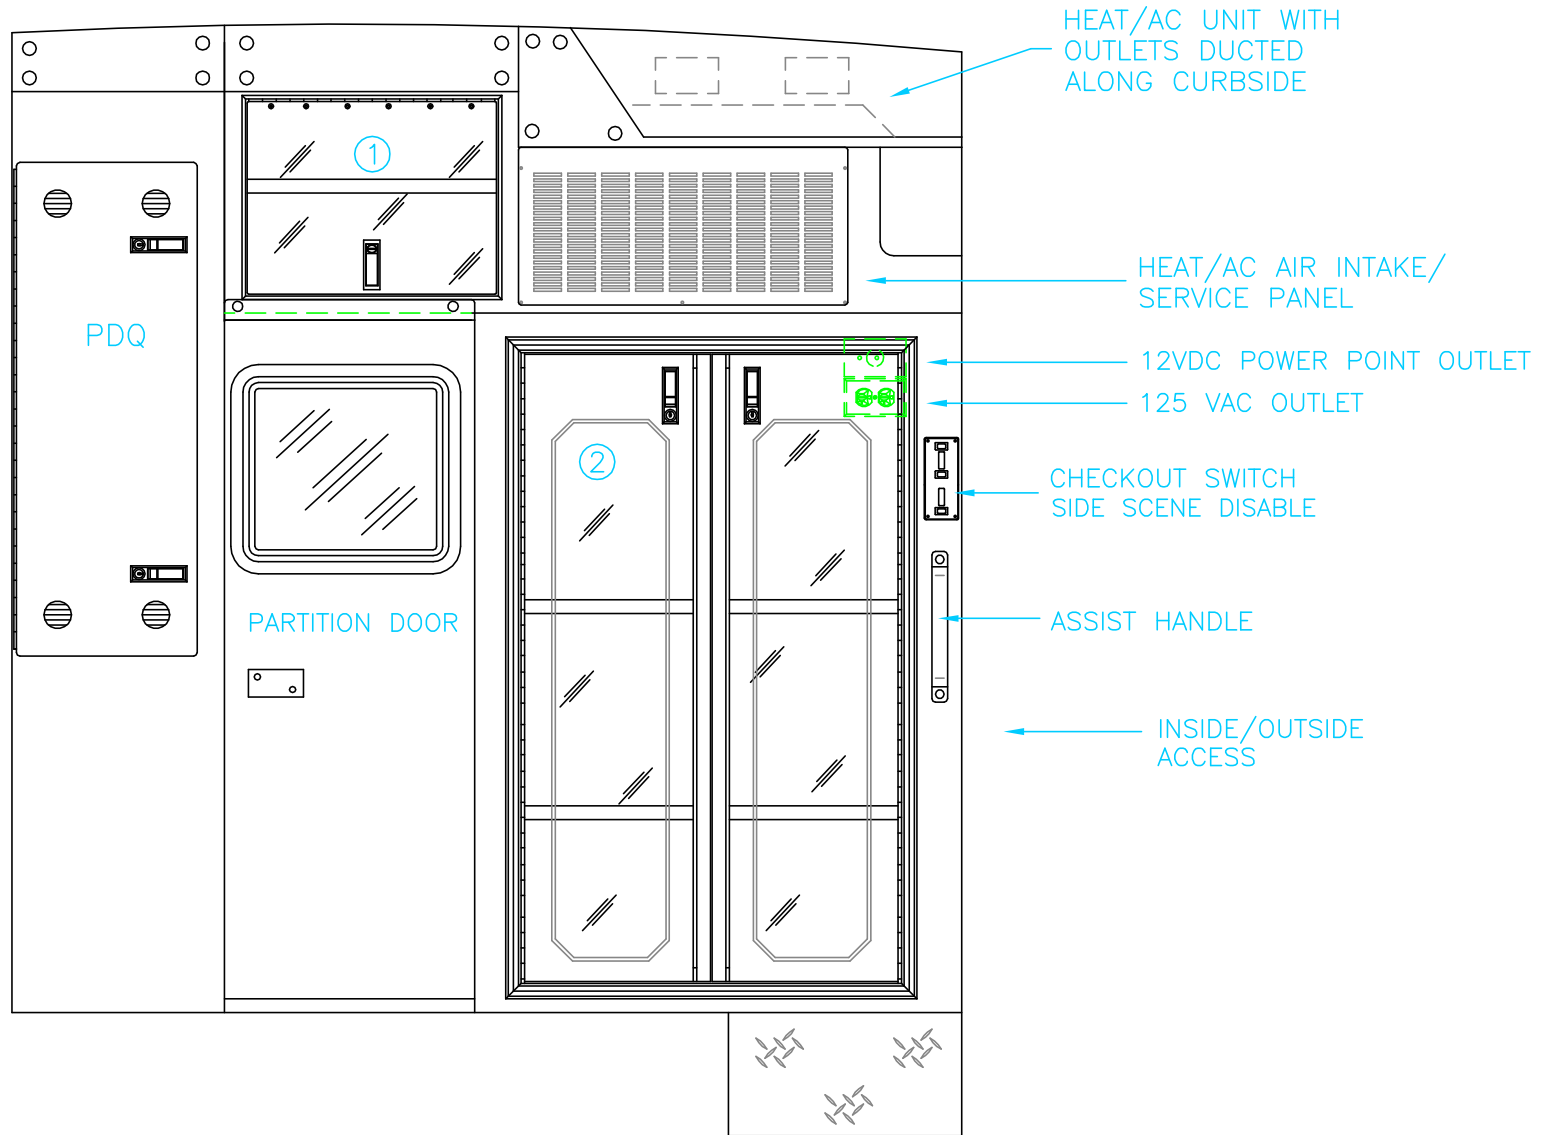 HEAT/AC UNIT WITH
OUTLETS DUCTED
ALONG CURBSIDE
1
HEAT/AC AIR INTAKE/
SERVICE PANEL
PDQ
12VDC POWER POINT OUTLET
125 VAC OUTLET
2
CHECKOUT SWITCH
SIDE SCENE DISABLE
PARTITION DOOR
ASSIST HANDLE
INSIDE/OUTSIDE
ACCESS